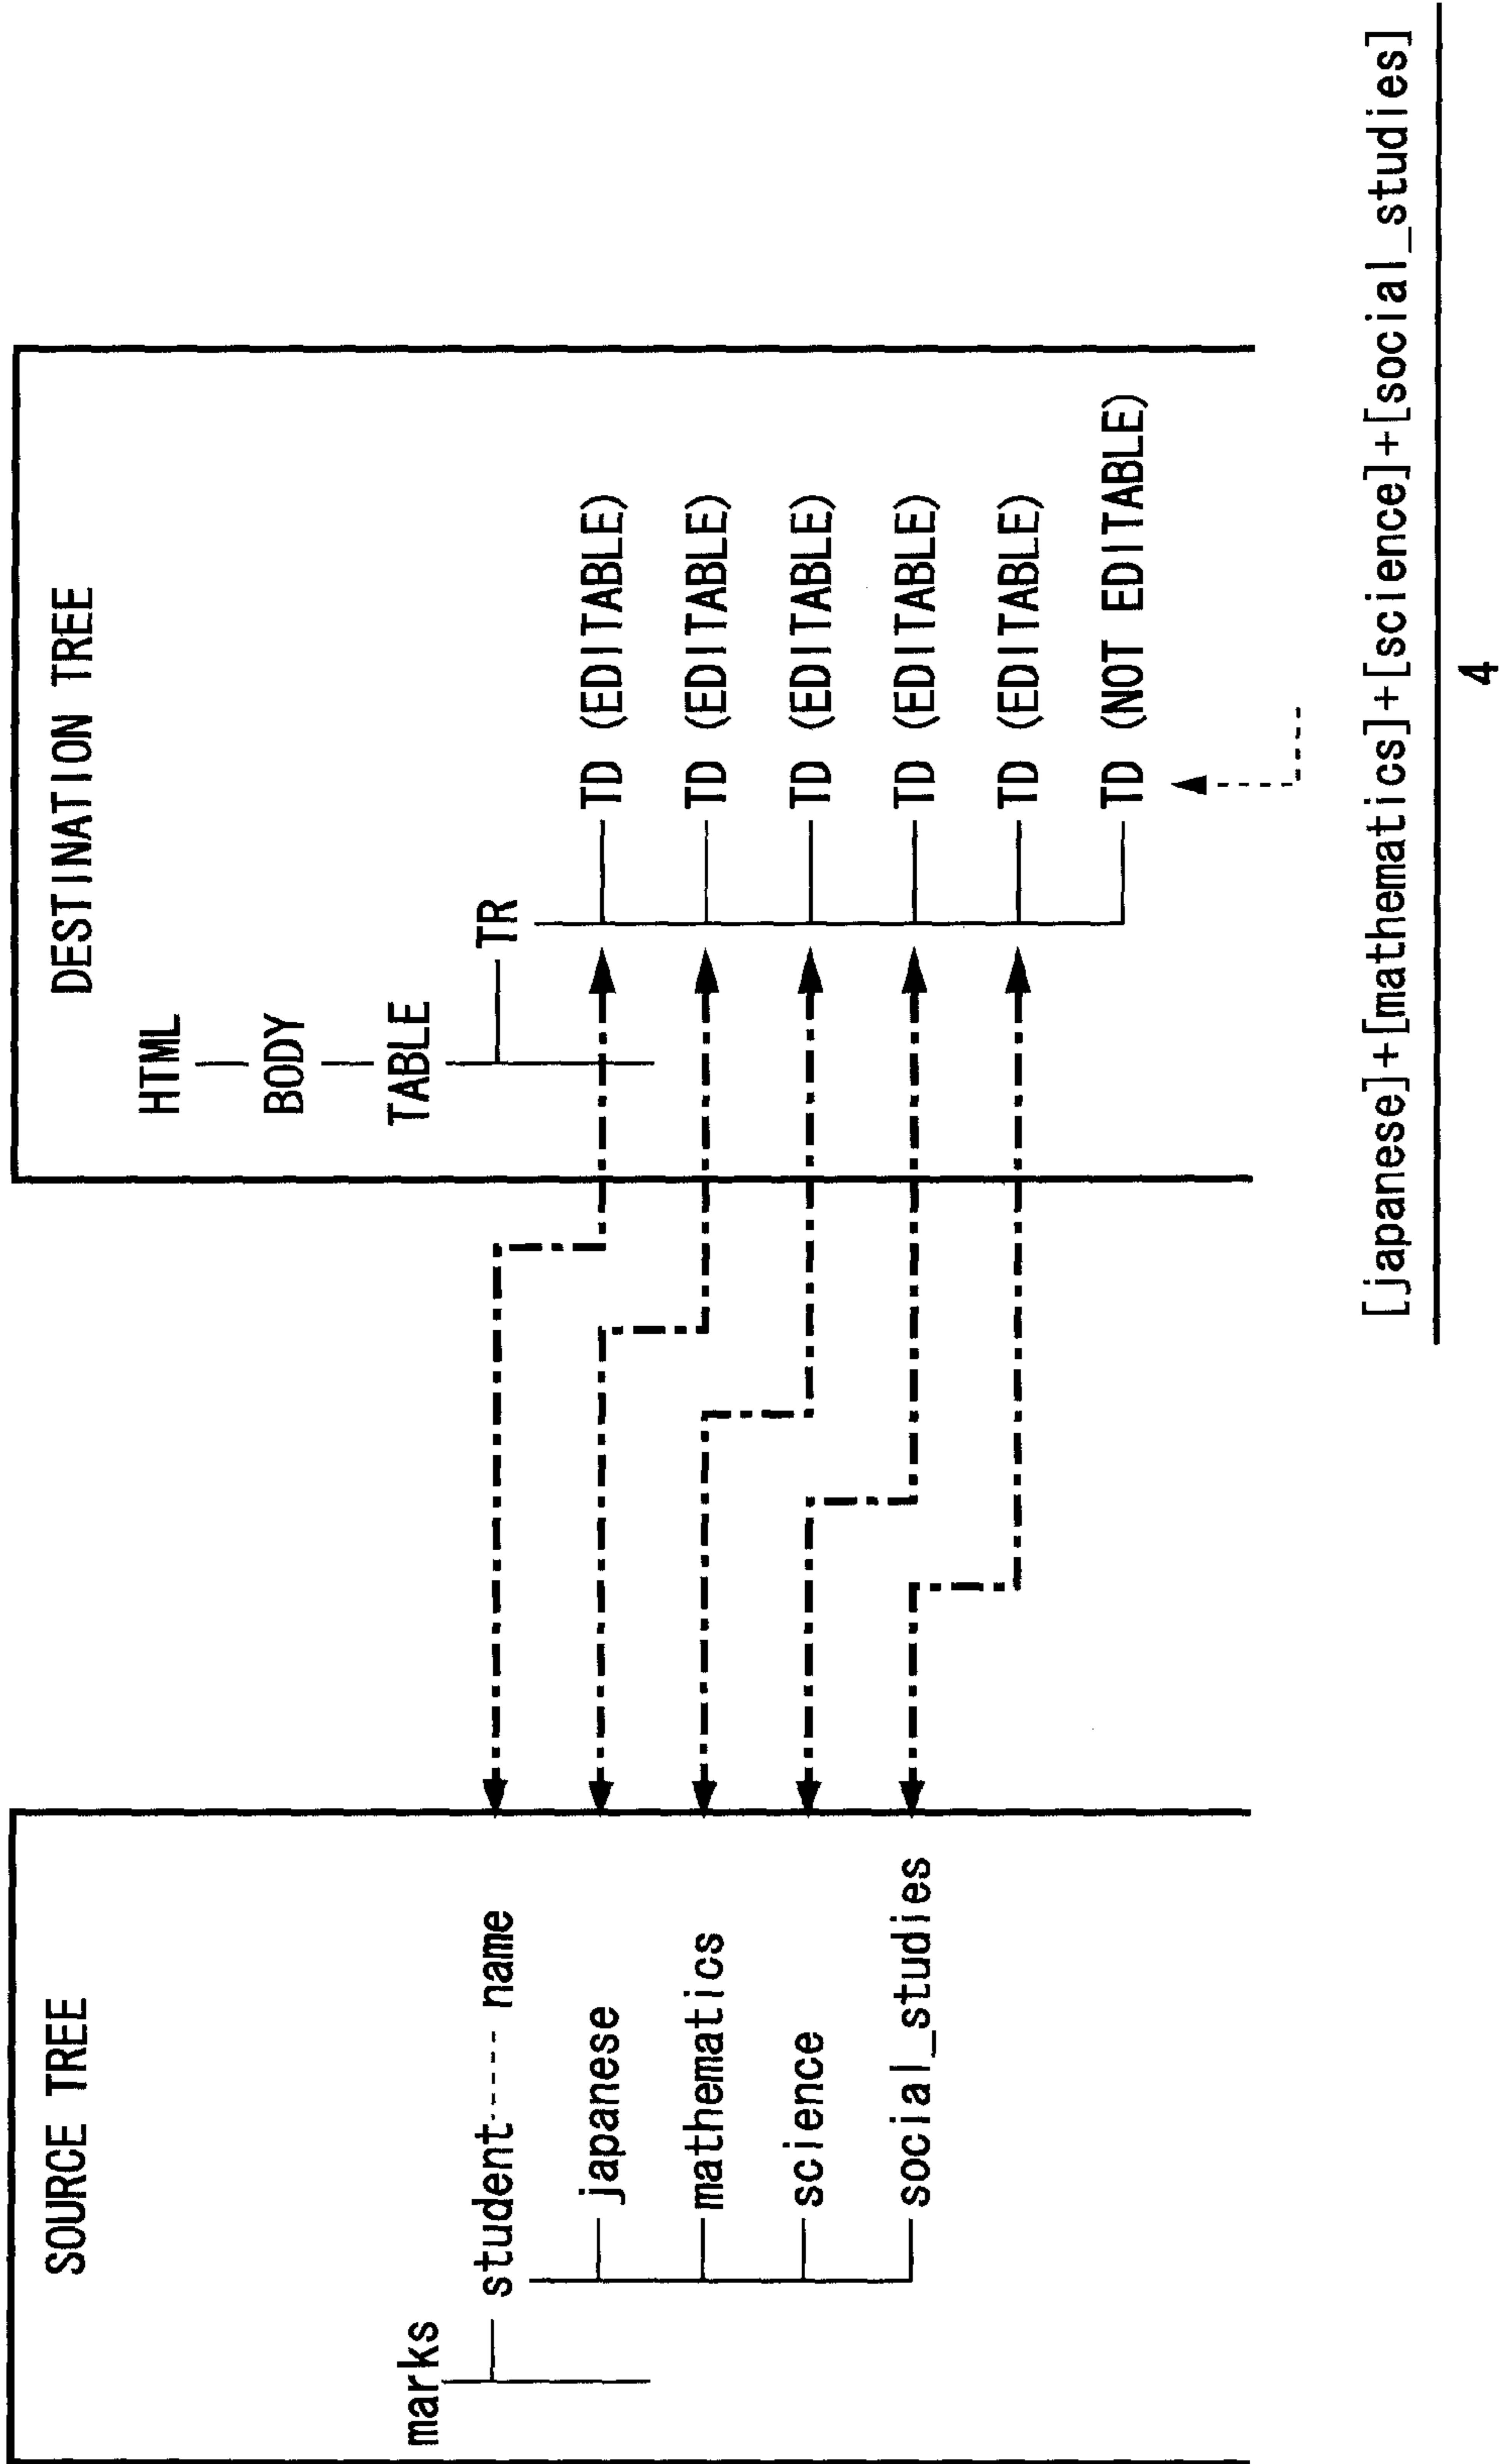 SOURCE TREE
marks
student name
japanese
mathematics
science
social_studies
DESTINATION TREE
HTML
BODY
TABLE
TR
TD (EDITABLE)
TD (EDITABLE)
TD (EDITABLE)
TD (EDITABLE)
TD (EDITABLE)
TD (NOT EDITABLE)
[japanese]+[mathematics]+[science]+[social_studies]
4